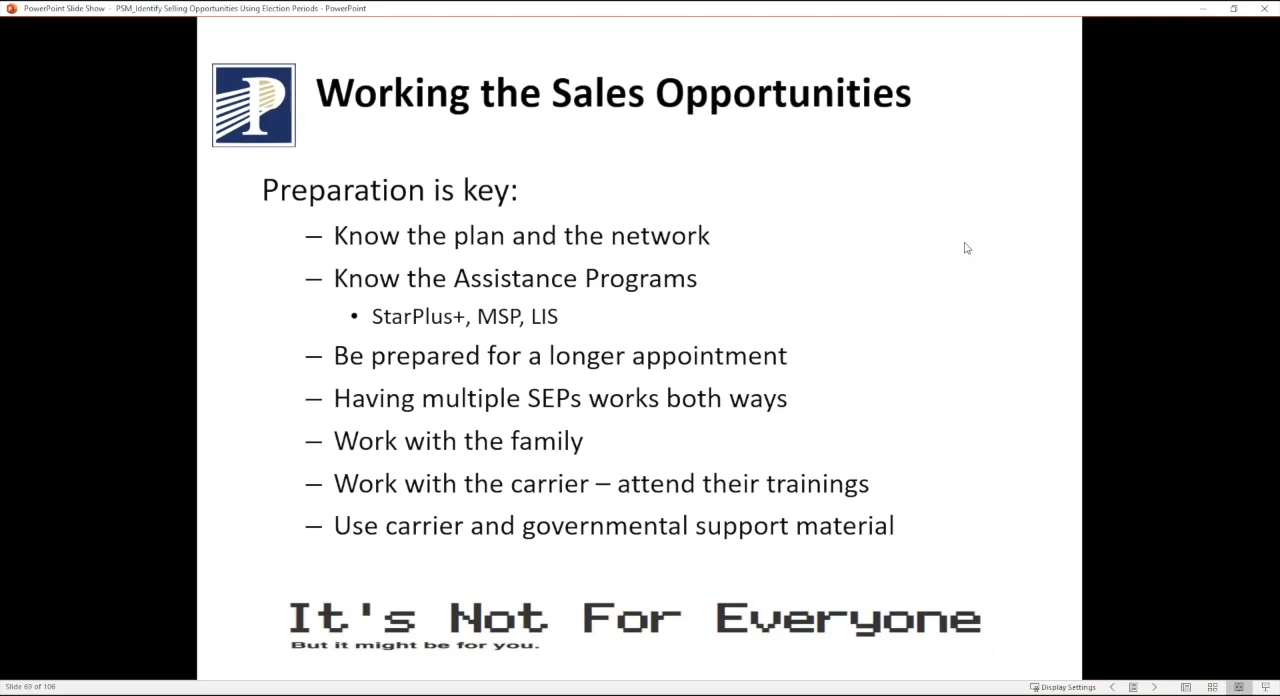 PowerPoint Slide Show - PSM_Identify Selling Opportunities Using Election Periods - PowerPoint
P
Working the Sales Opportunities
Preparation is key:
– Know the plan and the network
– Know the Assistance Programs
• StarPlus+, MSP, LIS
– Be prepared for a longer appointment
– Having multiple SEPs works both ways
– Work with the family
– Work with the carrier – attend their trainings
– Use carrier and governmental support material
It's Not For Everyone
But it might be for you.
Slide 69 of 106
Display Settings